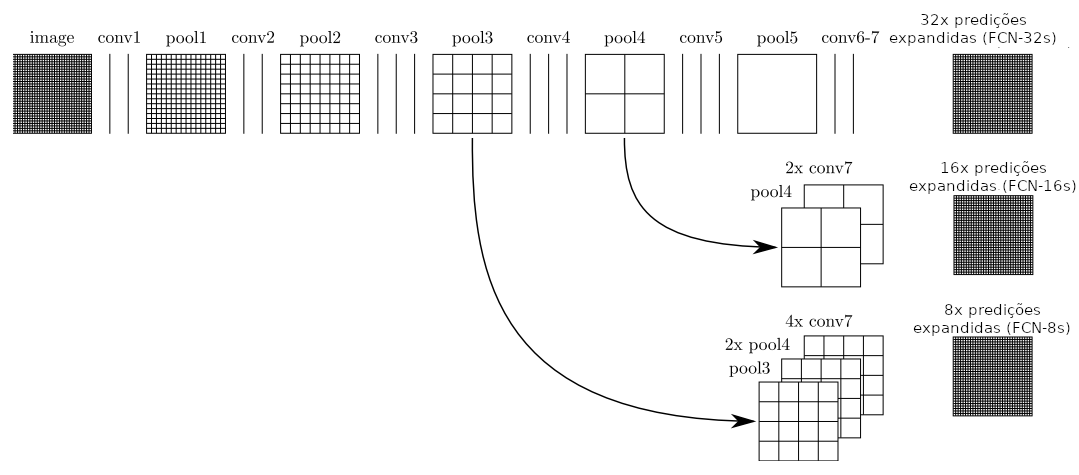 32x predições
expandidas (FCN-32s)
image conv1 pool1 conv2 pool2 conv3 pool3 conv4 pool4 conv5 pool5 conv6-7
16x predições
expandidas (FCN-16s)
2x conv7
pool4
8x predições
expandidas (FCN-8s)
4x conv7
2x pool4
pool3